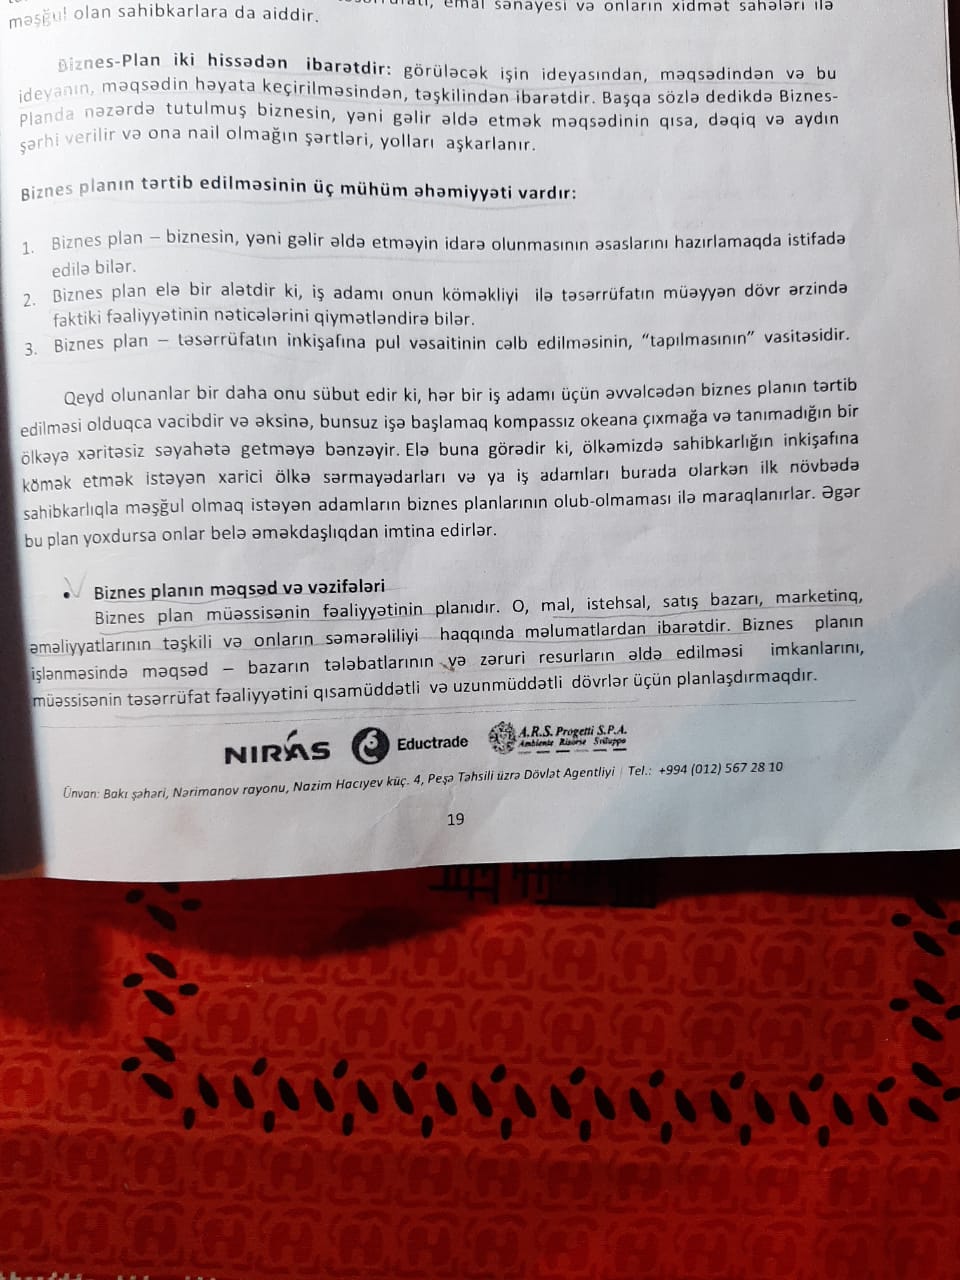 emal sənayesi və onların xidmət sahələri ilə
məşğul olan sahibkarlara da aiddir.
Biznes-Plan iki hissədən ibarətdir: görüləcək işin ideyasından, məqsədindən və bu
ideyanın, məqsədin həyata keçirilməsindən, təşkilindən ibarətdir. Başqa sözlə dedikdə Biznes-
Planda nəzərdə tutulmuş biznesin, yəni gəlir əldə etmək məqsədinin qısa, dəqiq və aydın
şərhi verilir və ona nail olmağın şərtləri, yolları aşkarlanır.
Biznes planın tərtib edilməsinin üç mühüm əhəmiyyəti vardır:
1. Biznes plan – biznesin, yəni gəlir əldə etməyin idarə olunmasının əsaslarını hazırlamaqda istifadə
edilə bilər.
2. Biznes plan elə bir alətdir ki, iş adamı onun köməkliyi ilə təsərrüfatın müəyyən dövr ərzində
faktiki fəaliyyətinin nəticələrini qiymətləndirə bilər.
3. Biznes plan – təsərrüfatın inkişafına pul vəsaitinin cəlb edilməsinin, “tapılmasının” vasitəsidir.
Qeyd olunanlar bir daha onu sübut edir ki, hər bir iş adamı üçün əvvəlcədən biznes planın tərtib
edilməsi olduqca vacibdir və əksinə, bunsuz işə başlamaq kompassız okeana çıxmağa və tanımadığın bir
ölkəyə xəritəsiz səyahətə getməyə bənzəyir. Elə buna görədir ki, ölkəmizdə sahibkarlığın inkişafına
kömək etmək istəyən xarici ölkə sərmayədarları və ya iş adamları burada olarkən ilk növbədə
sahibkarlıqla məşğul olmaq istəyən adamların biznes planlarının olub-olmaması ilə maraqlanırlar. Əgər
bu plan yoxdursa onlar belə əməkdaşlıqdan imtina edirlər.
• Biznes planın məqsəd və vəzifələri
Biznes plan müəssisənin fəaliyyətinin planıdır. O, mal, istehsal, satış bazarı, marketinq,
əməliyyatlarının təşkili və onların səmərəliliyi haqqında məlumatlardan ibarətdir. Biznes planın
işlənməsində məqsəd – bazarın tələbatlarının və zəruri resurların əldə edilməsi imkanlarını,
müəssisənin təsərrüfat fəaliyyətini qısamüddətli və uzunmüddətli dövrlər üçün planlaşdırmaqdır.
NIRAS Eductrade A.R.S. Progetti S.P.A.
Ambiente Risorse Sviluppo
Ünvan: Bakı şəhəri, Nərimanov rayonu, Nazim Hacıyev küç. 4, Peşə Təhsili üzrə Dövlət Agentliyi | Tel.: +994 (012) 567 28 10
19